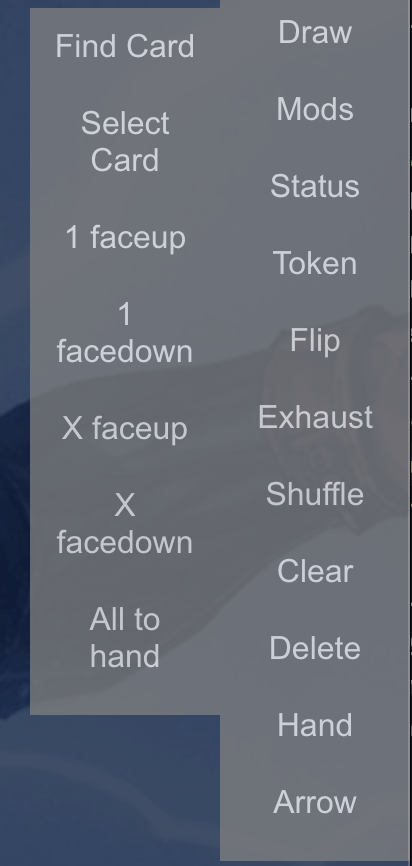 Find Card
Select
Card
1 faceup
1
facedown
X faceup
X
facedown
All to
hand
Draw
Mods
Status
Token
Flip
Exhaust
Shuffle
Clear
Delete
Hand
Arrow